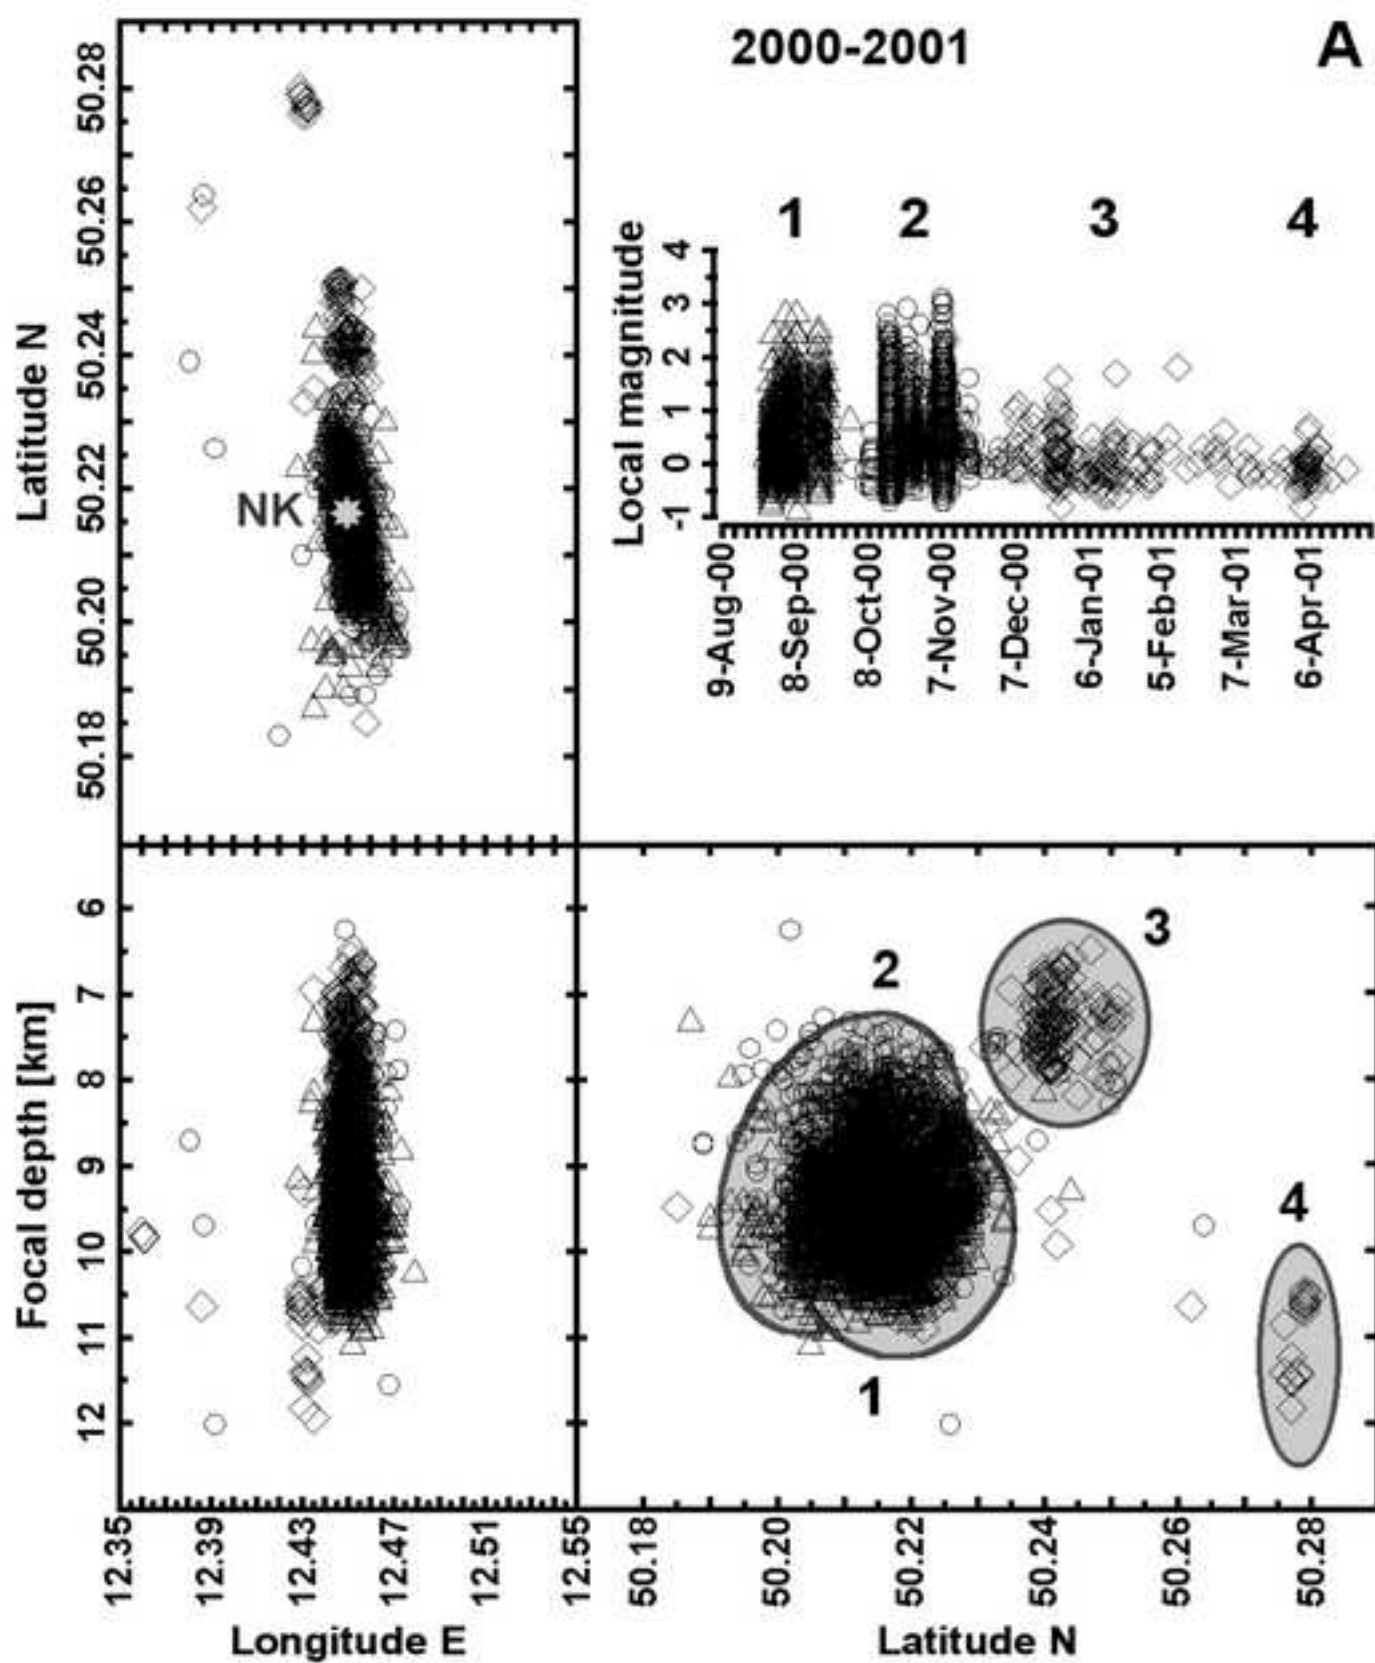 2000-2001
A
50.28
50.26
50.24
50.22
50.20
50.18
Latitude N
NK
1
2
3
4
4
3
2
1
0
-1
Local magnitude
9-Aug-00
8-Sep-00
8-Oct-00
7-Nov-00
7-Dec-00
6-Jan-01
5-Feb-01
7-Mar-01
6-Apr-01
6
7
8
9
10
11
12
Focal depth [km]
2
3
4
1
12.35
12.39
12.43
12.47
12.51
12.55
Longitude E
50.18
50.20
50.22
50.24
50.26
50.28
Latitude N